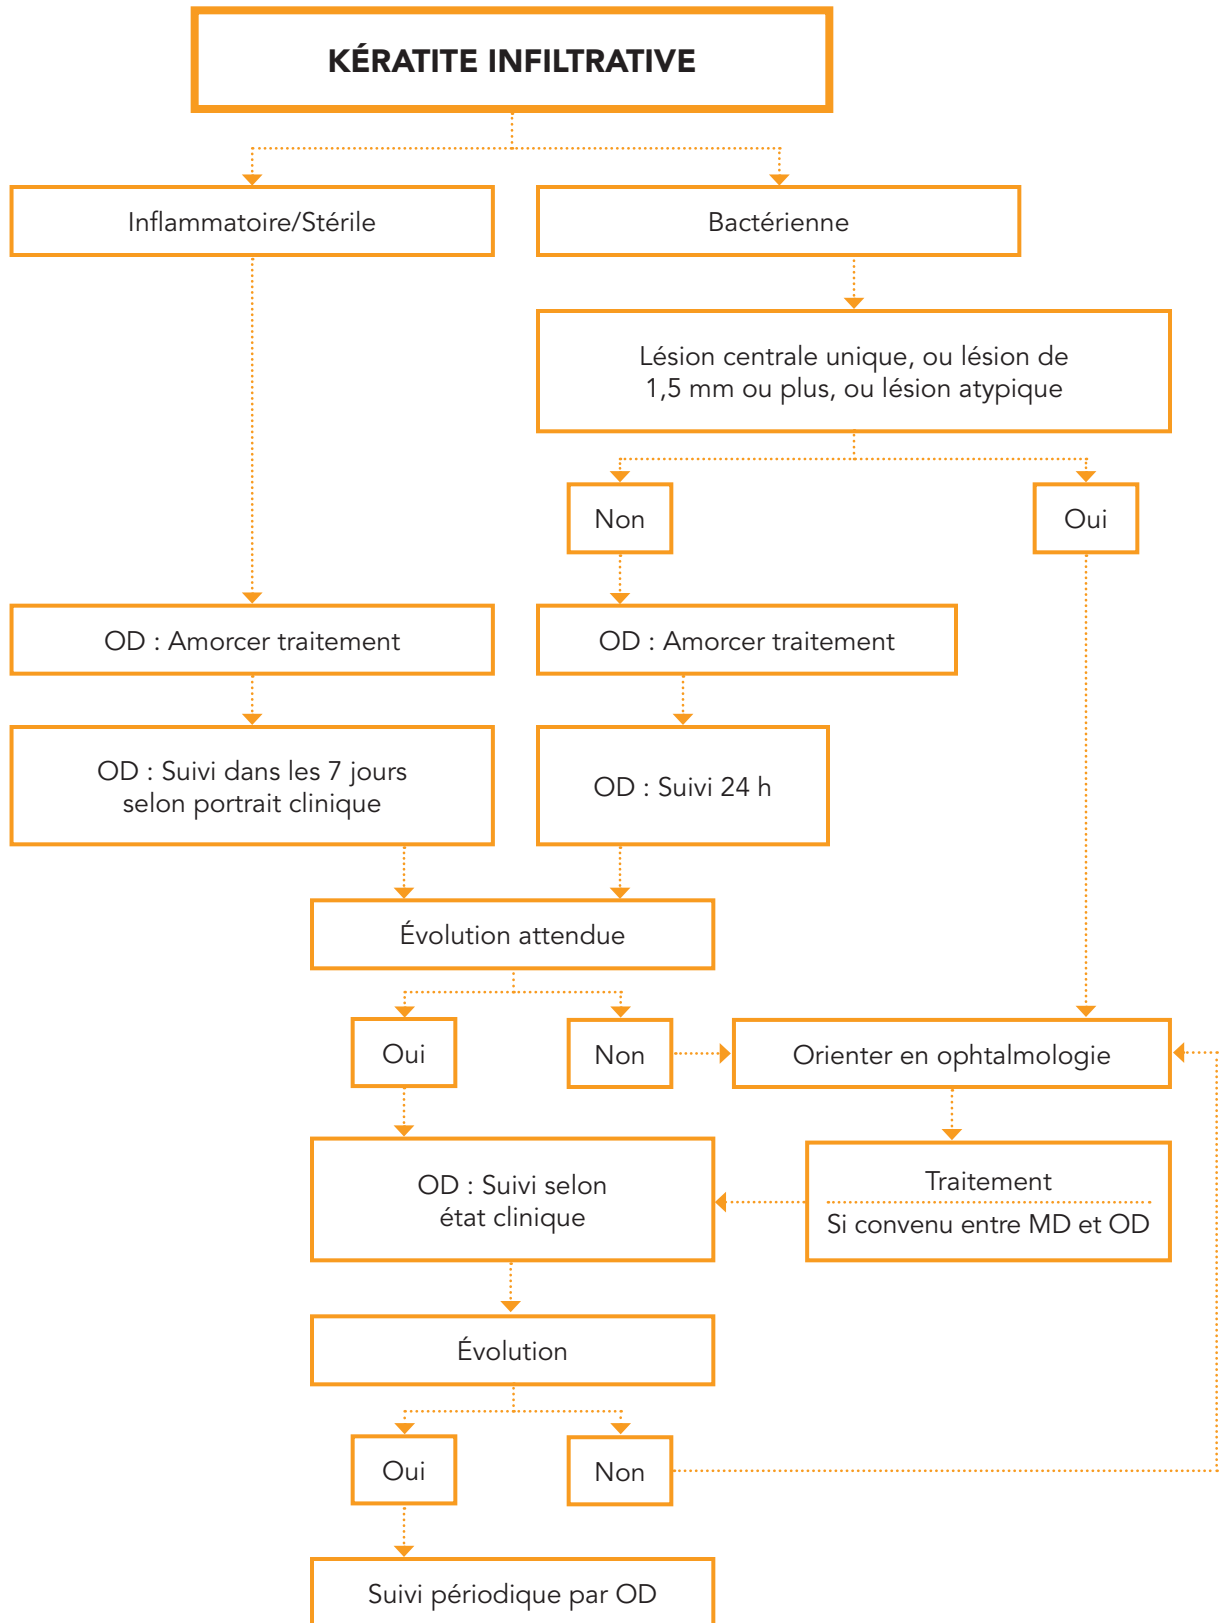 KÉRATITE INFILTRATIVE
Inflammatoire/Stérile
Bactérienne
Lésion centrale unique, ou lésion de
1,5 mm ou plus, ou lésion atypique
Non
Oui
OD : Amorcer traitement
OD : Amorcer traitement
OD : Suivi dans les 7 jours
selon portrait clinique
OD : Suivi 24 h
Évolution attendue
Oui
Non
Orienter en ophtalmologie
OD : Suivi selon
état clinique
Traitement
Si convenu entre MD et OD
Évolution
Oui
Non
Suivi périodique par OD